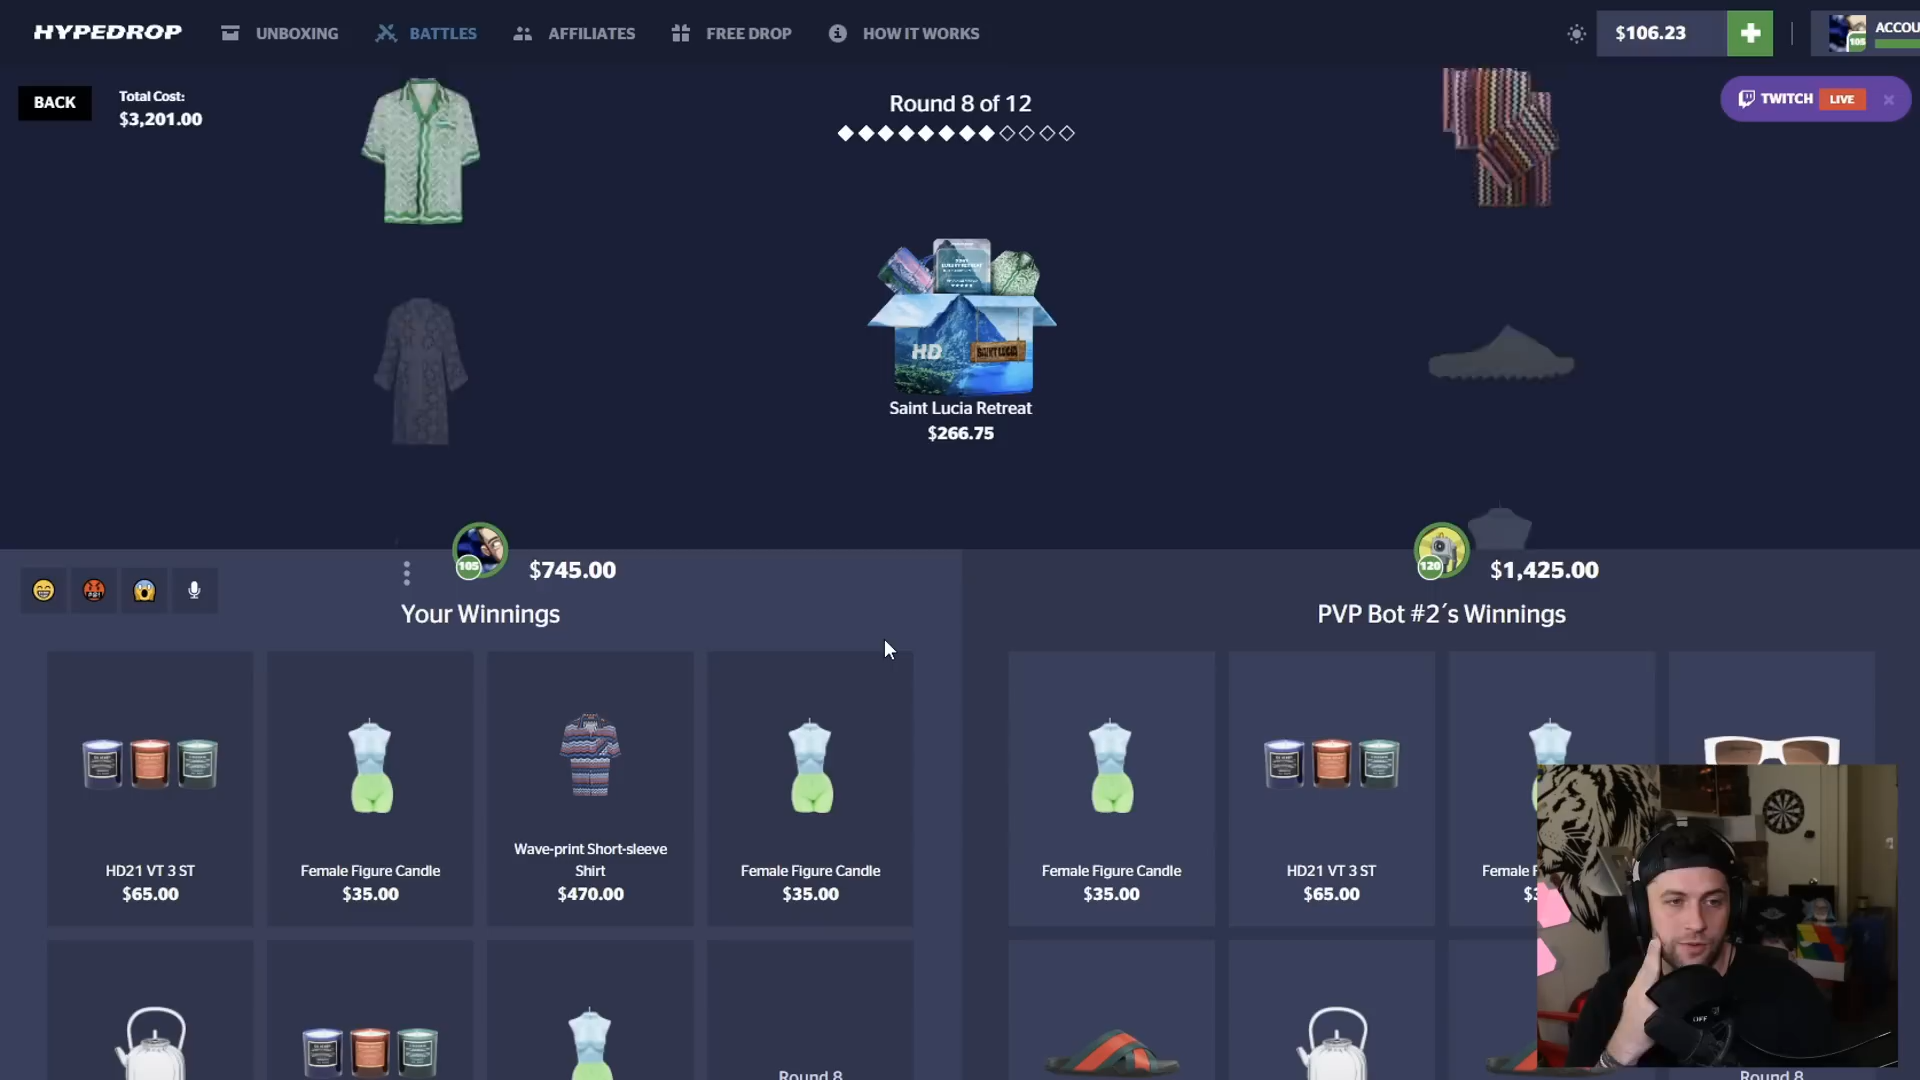 HYPEDROP
UNBOXING
BATTLES
AFFILIATES
FREE DROP
HOW IT WORKS
$106.23
105
ACCOU
BACK
Total Cost:
$3,201.00
Round 8 of 12
TWITCH
LIVE
HD
SAINT LUCIA
Saint Lucia Retreat
$266.75
105
$745.00
Your Winnings
120
$1,425.00
PVP Bot #2´s Winnings
HD21 VT 3 ST
$65.00
Female Figure Candle
$35.00
Wave-print Short-sleeve
Shirt
$470.00
Female Figure Candle
$35.00
Female Figure Candle
$35.00
HD21 VT 3 ST
$65.00
Female F
Round 8
Round 8